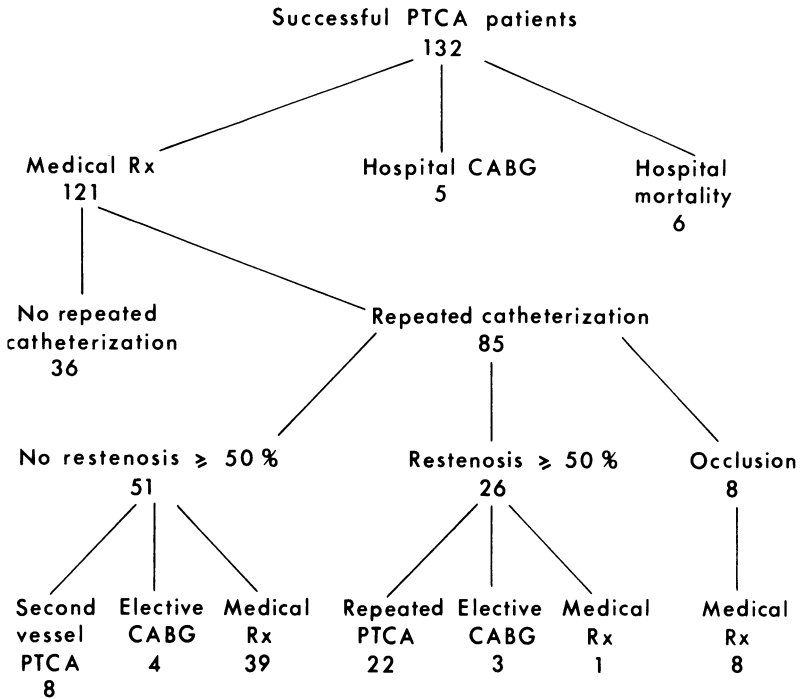 Successful PTCA patients
132
Medical Rx
121
Hospital CABG
5
Hospital
mortality
6
No repeated
catheterization
36
Repeated catheterization
85
No restenosis ⩾ 50 %
51
Restenosis ⩾ 50 %
26
Occlusion
8
Second
vessel
PTCA
8
Elective
CABG
4
Medical
Rx
39
Repeated
PTCA
22
Elective
CABG
3
Medical
Rx
1
Medical
Rx
8